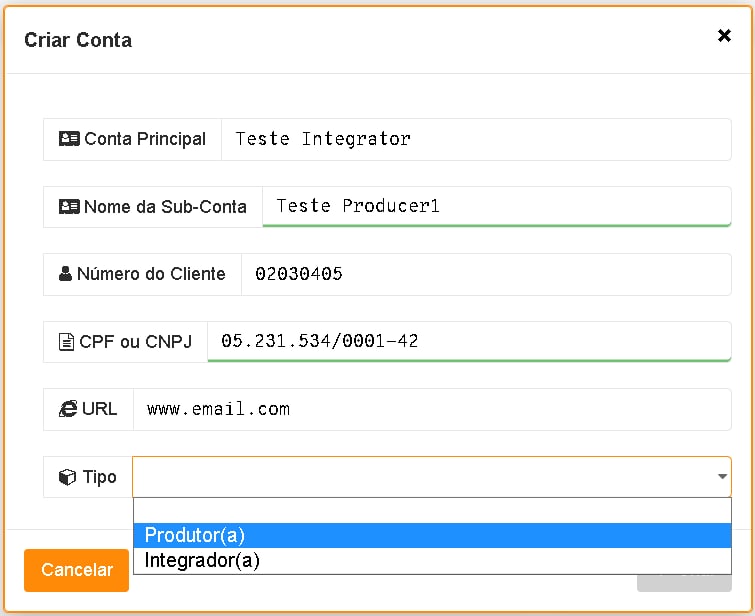 Criar Conta
Conta Principal Teste Integrator
Nome da Sub-Conta Teste Producer1
Número do Cliente 02030405
CPF ou CNPJ 05.231.534/0001-42
URL www.email.com
Tipo
Produtor(a)
Integrador(a)
Cancelar